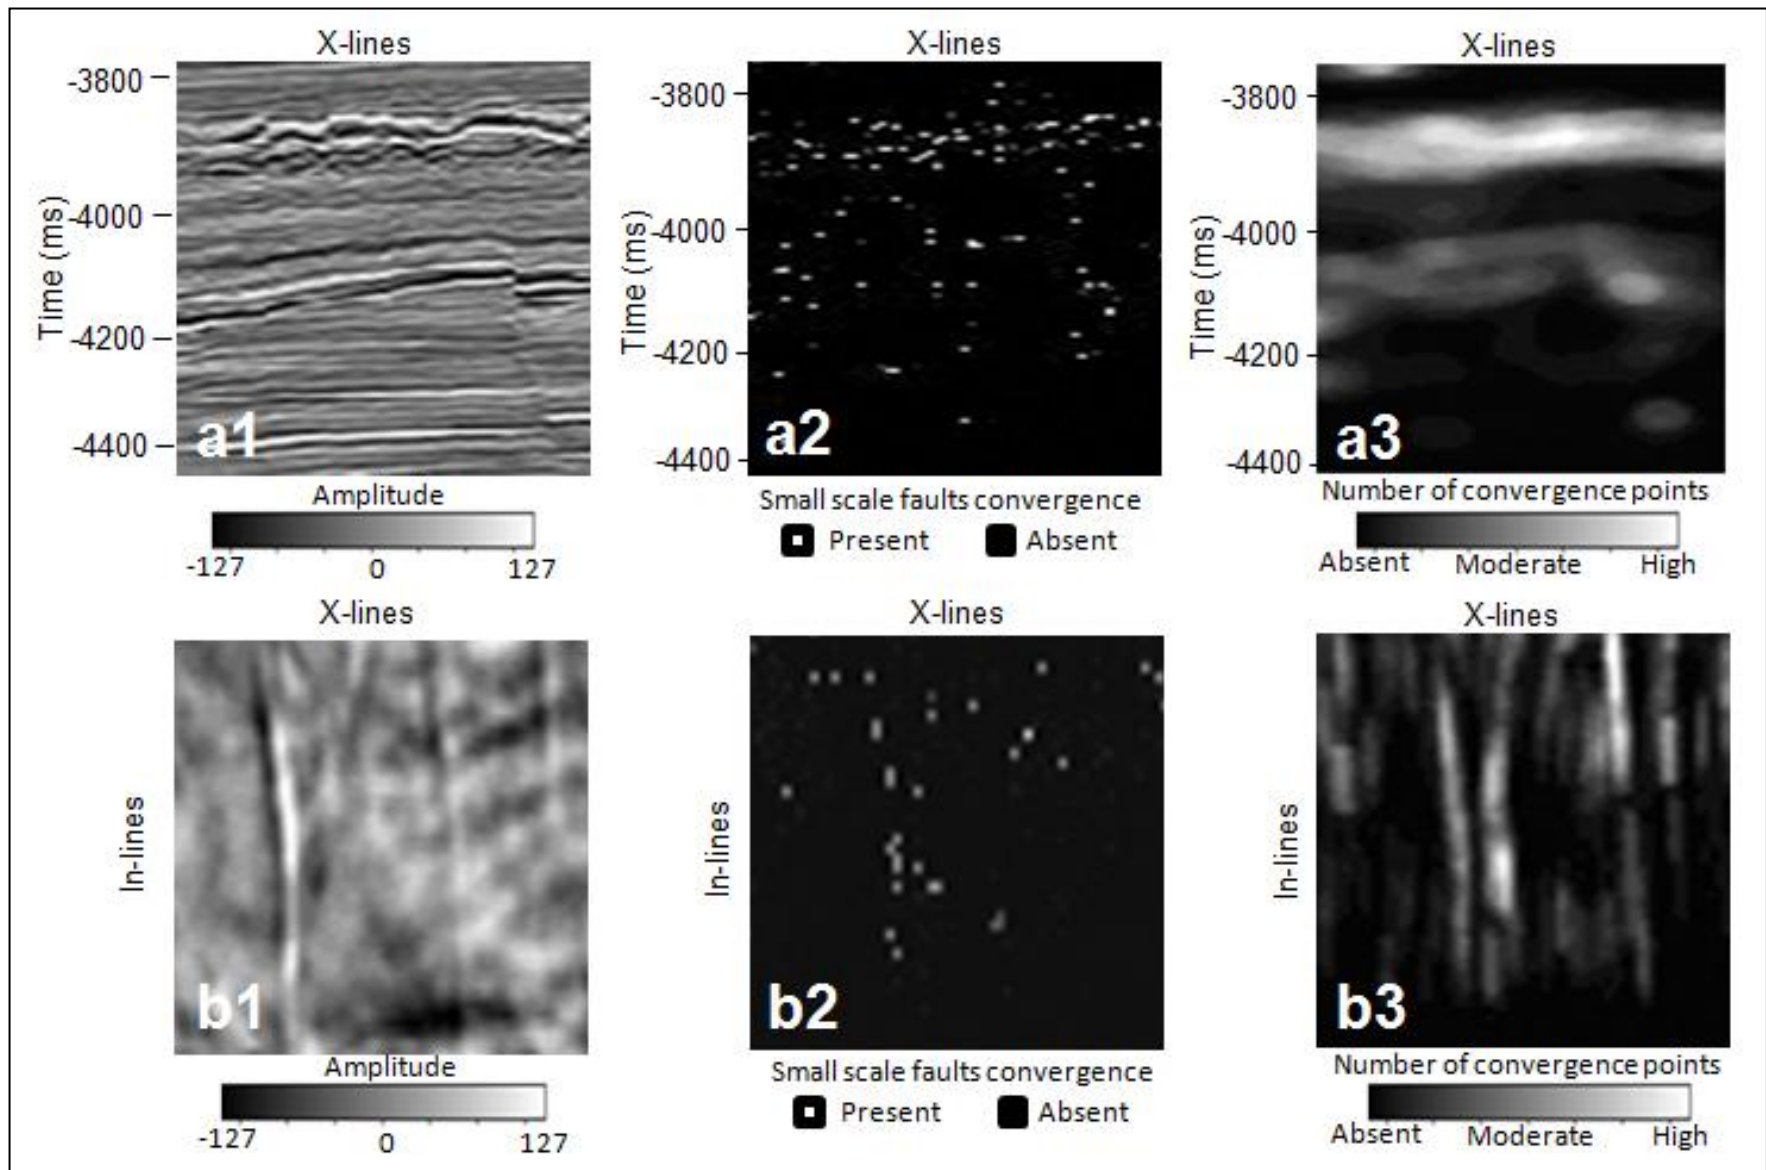 X-lines
X-lines
X-lines
-3800
-4000
-4200
-4400
Time (ms)
a1
-3800
-4000
-4200
-4400
Time (ms)
a2
-3800
-4000
-4200
-4400
Time (ms)
a3
Amplitude
-127 0 127
Small scale faults convergence
Present Absent
Number of convergence points
Absent Moderate High
X-lines
X-lines
X-lines
In-lines
b1
In-lines
b2
In-lines
b3
Amplitude
-127 0 127
Small scale faults convergence
Present Absent
Number of convergence points
Absent Moderate High